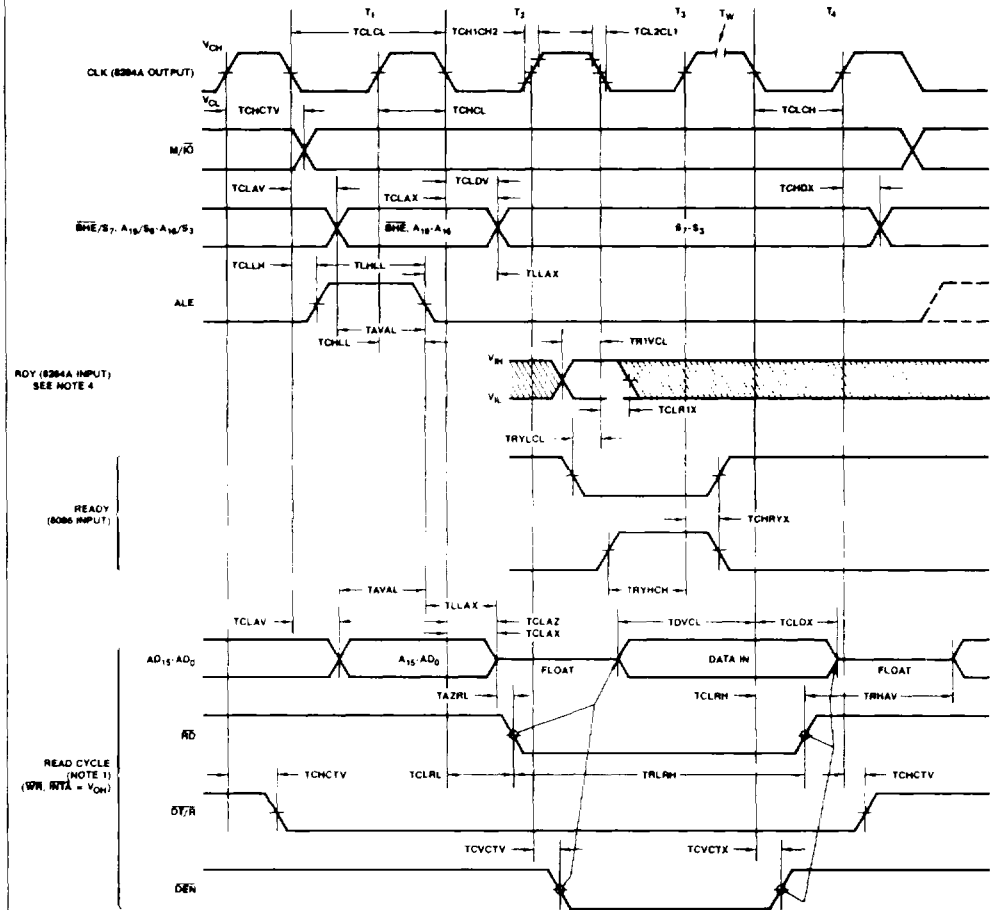 T1 T2 T3 TW T4
TCLCL TCH1CH2 TCL2CL1
VCH
CLK (8284A OUTPUT)
VCL
TCHCTV TCHCL TCLCH
M/IO
TCLDV
TCLAV TCLAX TCHDX
BHE/S7, A19/S6-A16/S3 BHE, A19-A16 S7-S3
TCLLH TLHLL TLLAX
ALE
TAVAL
TCHLL TR1VCL
RDY (8284A INPUT) VIH
SEE NOTE 4
VIL
TCLR1X
TRYLCL
READY
(8086 INPUT)
TCHRYX
TRYHCH
TAVAL
TLLAX
TCLAV TCLAZ TDVCL TCLDX
TCLAX
AD15-AD0 A15-AD0 FLOAT DATA IN FLOAT
TAZRL TCLRH TRHAV
RD
READ CYCLE
(NOTE 1)
(WR, INTA = VOH)
TCHCTV TCLRL TRLRH TCHCTV
DT/R
TCVCTV TCVCTX
DEN